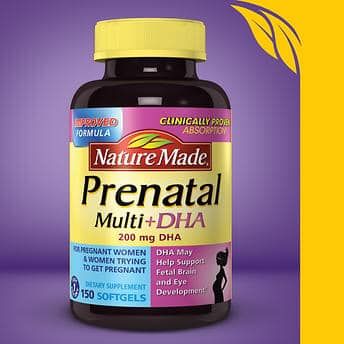 IMPROVED
FORMULA
CLINICALLY PROVEN
ABSORPTION†
Nature Made®
Prenatal
Multi+DHA
200 mg DHA
FOR PREGNANT WOMEN
& WOMEN TRYING
TO GET PREGNANT
DHA May
Help Support
Fetal Brain
and Eye
Development
DIETARY SUPPLEMENT
150 SOFTGELS